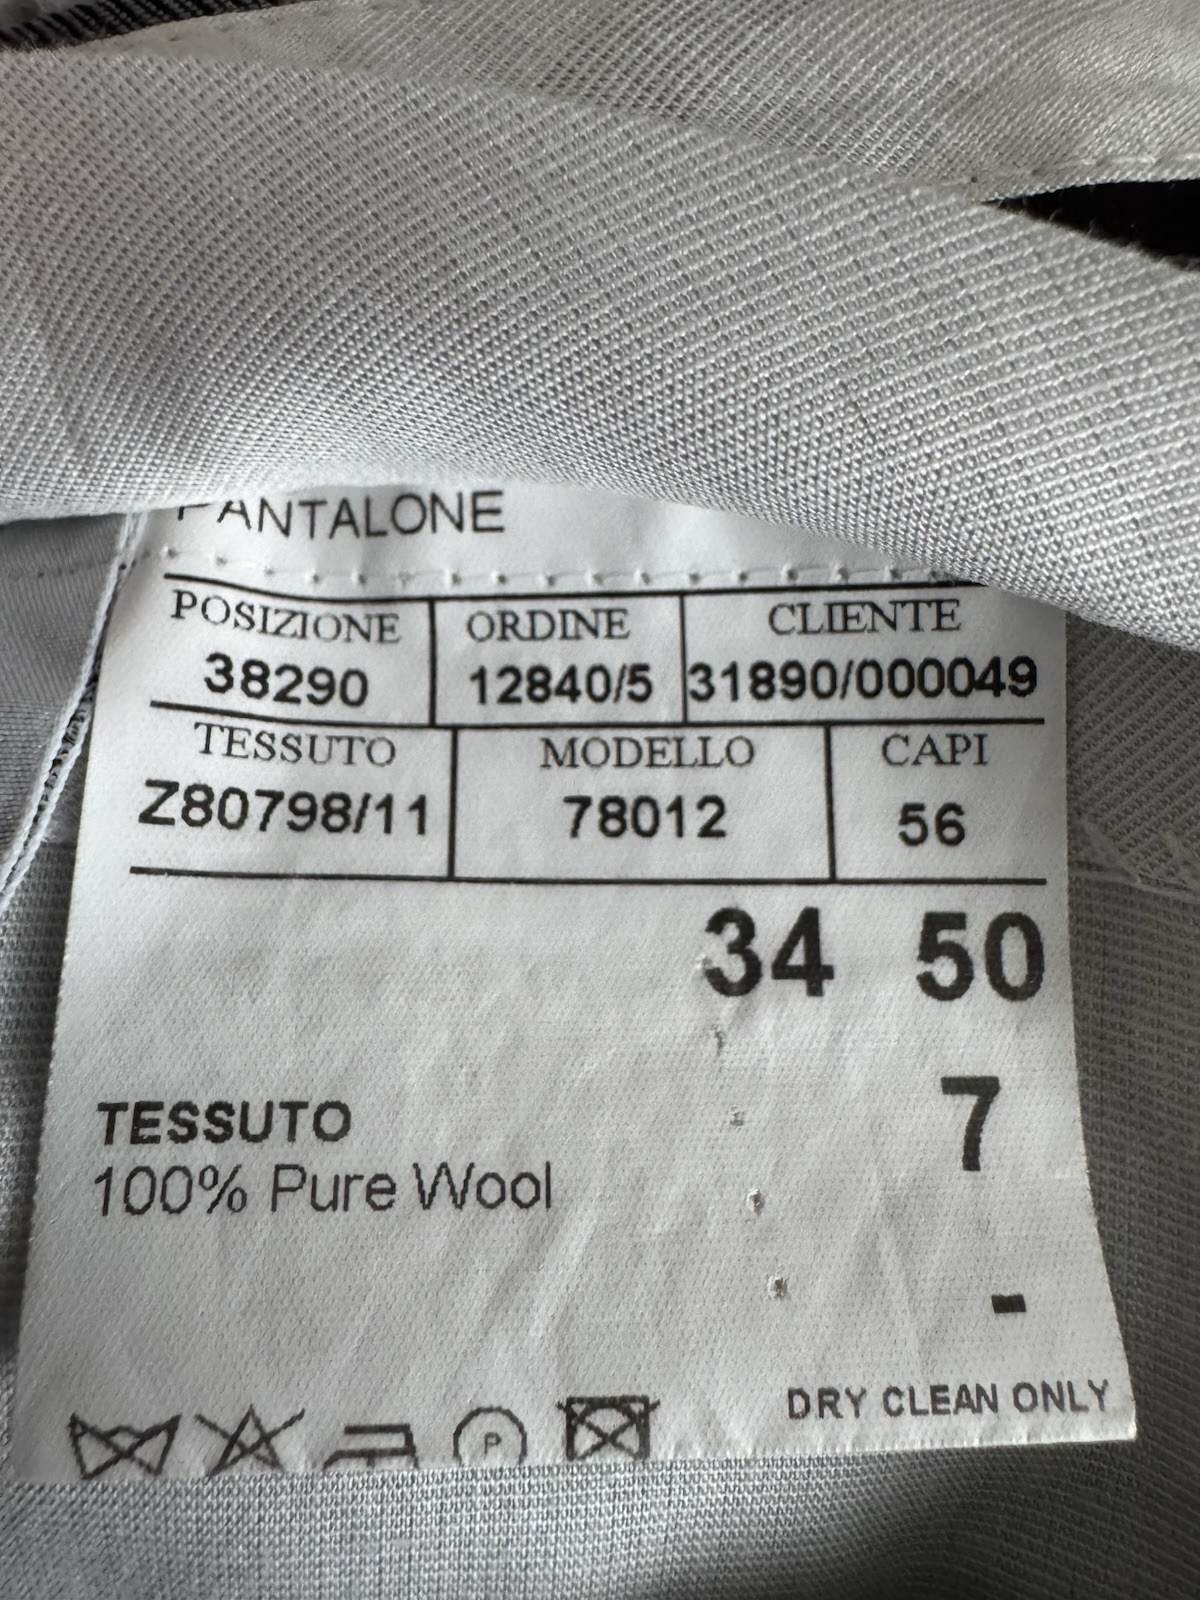 PANTALONE
POSIZIONE ORDINE CLIENTE
38290 12840/5 31890/000049
TESSUTO MODELLO CAPI
Z80798/11 78012 56
34 50
7
TESSUTO
100% Pure Wool
-
DRY CLEAN ONLY
P